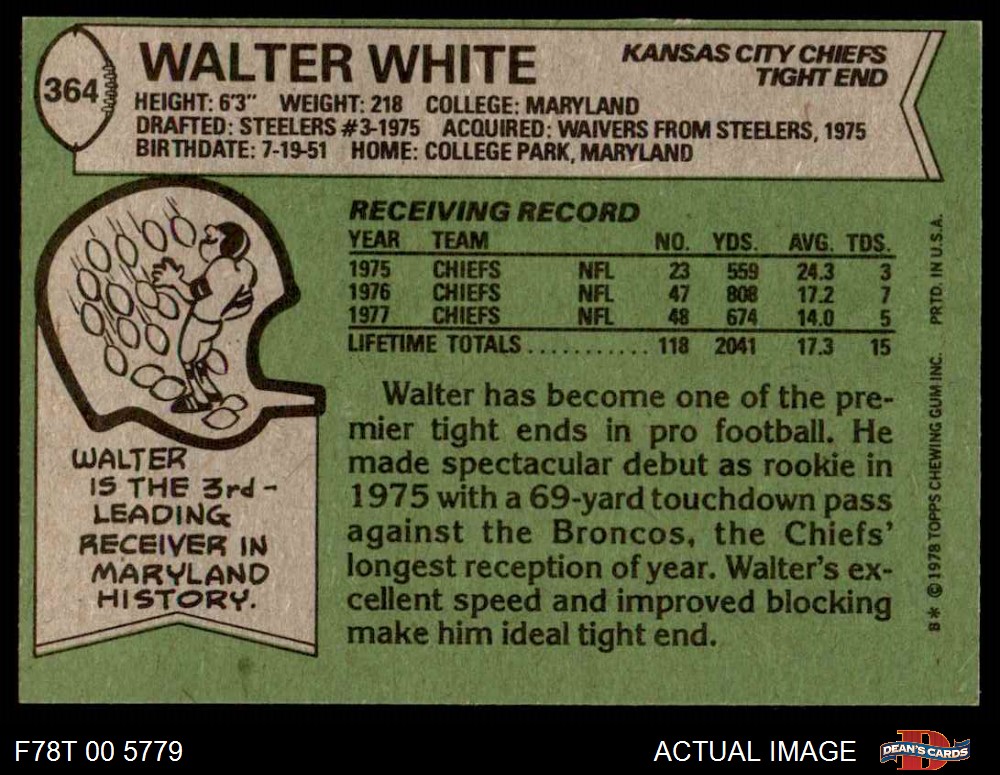 364
WALTER WHITE
KANSAS CITY CHIEFS
TIGHT END
HEIGHT: 6'3" WEIGHT: 218 COLLEGE: MARYLAND
DRAFTED: STEELERS #3-1975 ACQUIRED: WAIVERS FROM STEELERS, 1975
BIRTHDATE: 7-19-51 HOME: COLLEGE PARK, MARYLAND
RECEIVING RECORD
YEAR TEAM NO. YDS. AVG. TDS.
1975 CHIEFS NFL 23 559 24.3 3
1976 CHIEFS NFL 47 808 17.2 7
1977 CHIEFS NFL 48 674 14.0 5
LIFETIME TOTALS ........... 118 2041 17.3 15
Walter has become one of the pre-
mier tight ends in pro football. He
made spectacular debut as rookie in
1975 with a 69-yard touchdown pass
against the Broncos, the Chiefs'
longest reception of year. Walter's ex-
cellent speed and improved blocking
make him ideal tight end.
WALTER
IS THE 3rd-
LEADING
RECEIVER IN
MARYLAND
HISTORY.
B* © 1978 TOPPS CHEWING GUM INC. PRTD. IN U.S.A.
F78T 00 5779
ACTUAL IMAGE
D
DEAN'S CARDS